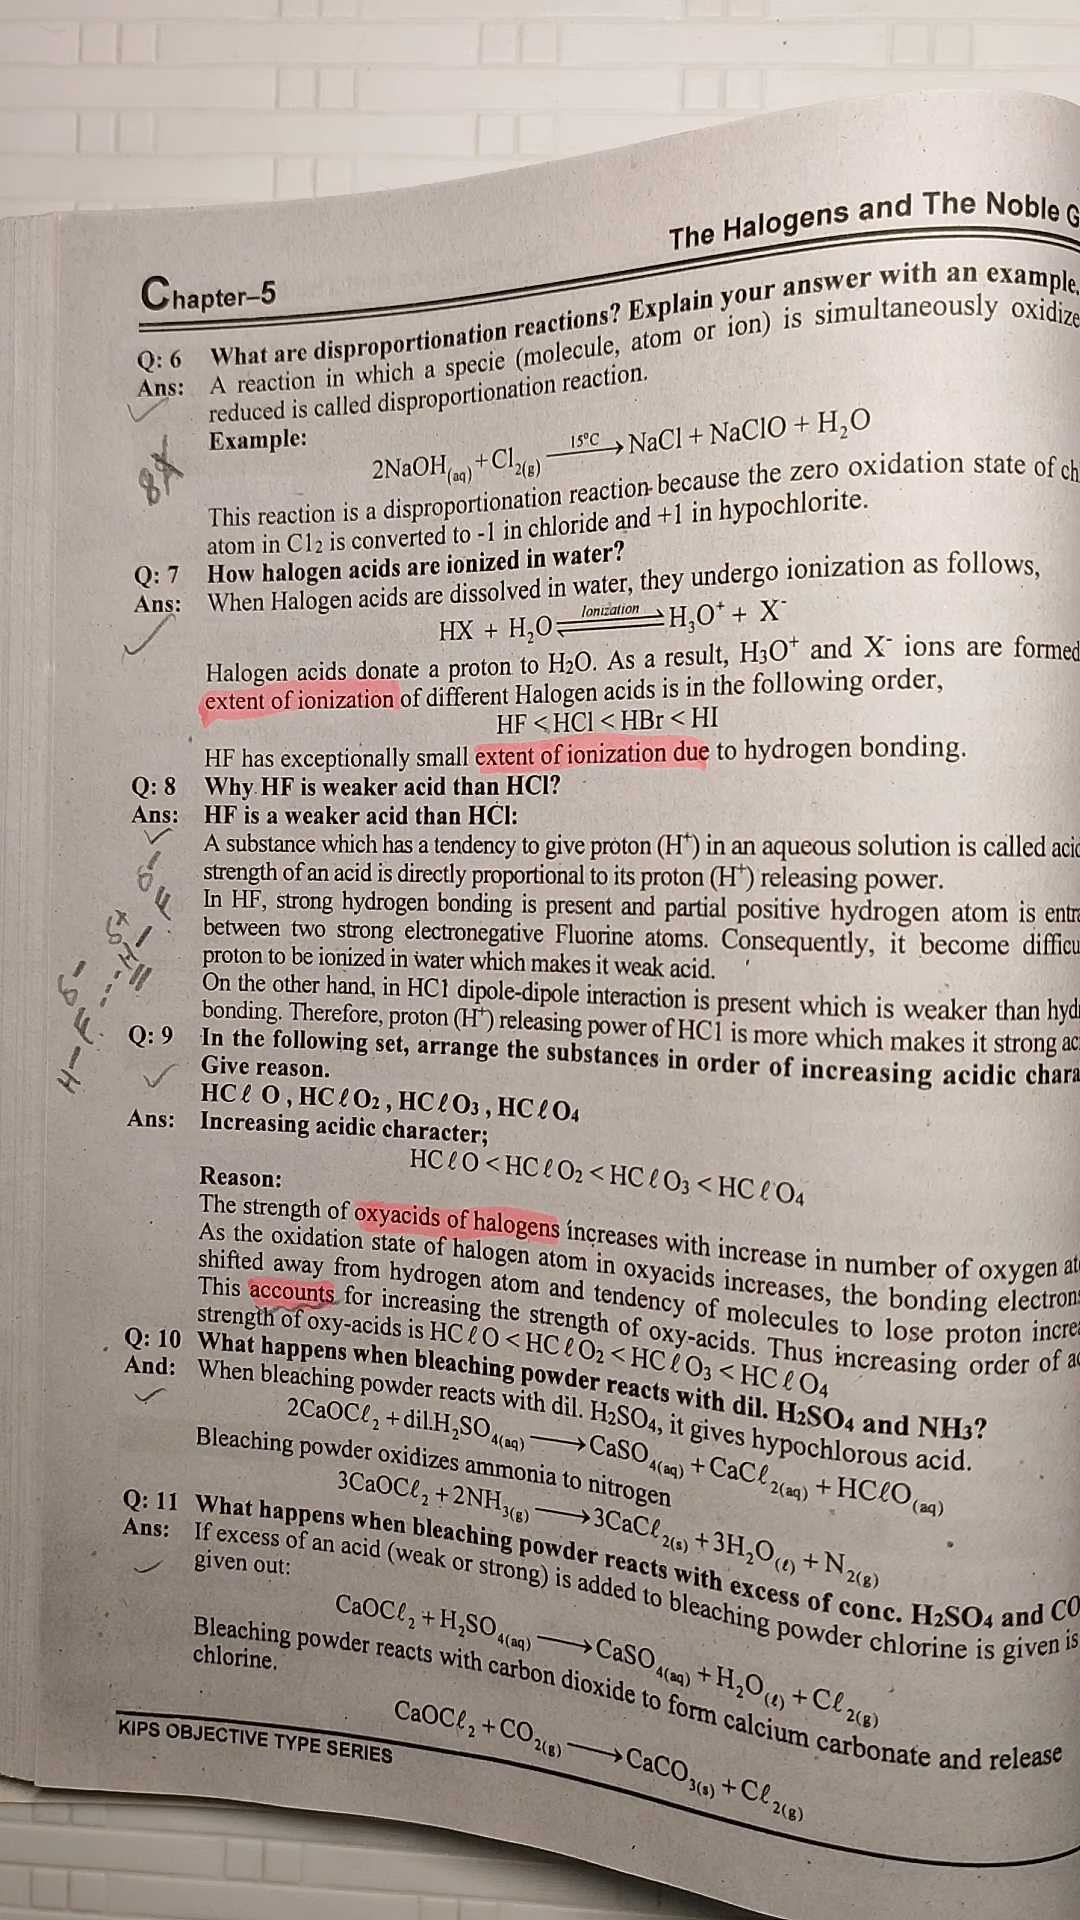 The Halogens and The Noble G
Chapter–5
Q: 6 What are disproportionation reactions? Explain your answer with an example.
Ans: A reaction in which a specie (molecule, atom or ion) is simultaneously oxidize
reduced is called disproportionation reaction.
Example:
2NaOH(aq) + Cl2(g) —15°C→ NaCl + NaClO + H2O
This reaction is a disproportionation reaction because the zero oxidation state of ch
atom in Cl2 is converted to -1 in chloride and +1 in hypochlorite.
Q: 7 How halogen acids are ionized in water?
Ans: When Halogen acids are dissolved in water, they undergo ionization as follows,
HX + H2O ⇌Ionization H3O+ + X-
Halogen acids donate a proton to H2O. As a result, H3O+ and X- ions are formed
extent of ionization of different Halogen acids is in the following order,
HF < HCl < HBr < HI
HF has exceptionally small extent of ionization due to hydrogen bonding.
Q: 8 Why HF is weaker acid than HCl?
Ans: HF is a weaker acid than HCl:
A substance which has a tendency to give proton (H+) in an aqueous solution is called acid
strength of an acid is directly proportional to its proton (H+) releasing power.
In HF, strong hydrogen bonding is present and partial positive hydrogen atom is entra
between two strong electronegative Fluorine atoms. Consequently, it become difficu
proton to be ionized in water which makes it weak acid.
On the other hand, in HCl dipole-dipole interaction is present which is weaker than hyd
bonding. Therefore, proton (H+) releasing power of HCl is more which makes it strong ac
Q: 9 In the following set, arrange the substances in order of increasing acidic chara
Give reason.
HCℓO , HCℓO2 , HCℓO3 , HCℓO4
Ans: Increasing acidic character;
HCℓO < HCℓO2 < HCℓO3 < HCℓO4
Reason:
The strength of oxyacids of halogens increases with increase in number of oxygen at
As the oxidation state of halogen atom in oxyacids increases, the bonding electrons
shifted away from hydrogen atom and tendency of molecules to lose proton increa
This accounts for increasing the strength of oxy-acids. Thus increasing order of ac
strength of oxy-acids is HCℓO < HCℓO2 < HCℓO3 < HCℓO4
Q: 10 What happens when bleaching powder reacts with dil. H2SO4 and NH3?
And: When bleaching powder reacts with dil. H2SO4, it gives hypochlorous acid.
2CaOCℓ2 + dil.H2SO4(aq) → CaSO4(aq) + CaCℓ2(aq) + HCℓO(aq)
Bleaching powder oxidizes ammonia to nitrogen
3CaOCℓ2 + 2NH3(g) → 3CaCℓ2(s) + 3H2O(ℓ) + N2(g)
Q: 11 What happens when bleaching powder reacts with excess of conc. H2SO4 and CO
Ans: If excess of an acid (weak or strong) is added to bleaching powder chlorine is given is
given out:
CaOCℓ2 + H2SO4(aq) → CaSO4(aq) + H2O(ℓ) + Cℓ2(g)
Bleaching powder reacts with carbon dioxide to form calcium carbonate and release
chlorine.
CaOCℓ2 + CO2(g) → CaCO3(s) + Cℓ2(g)
KIPS OBJECTIVE TYPE SERIES